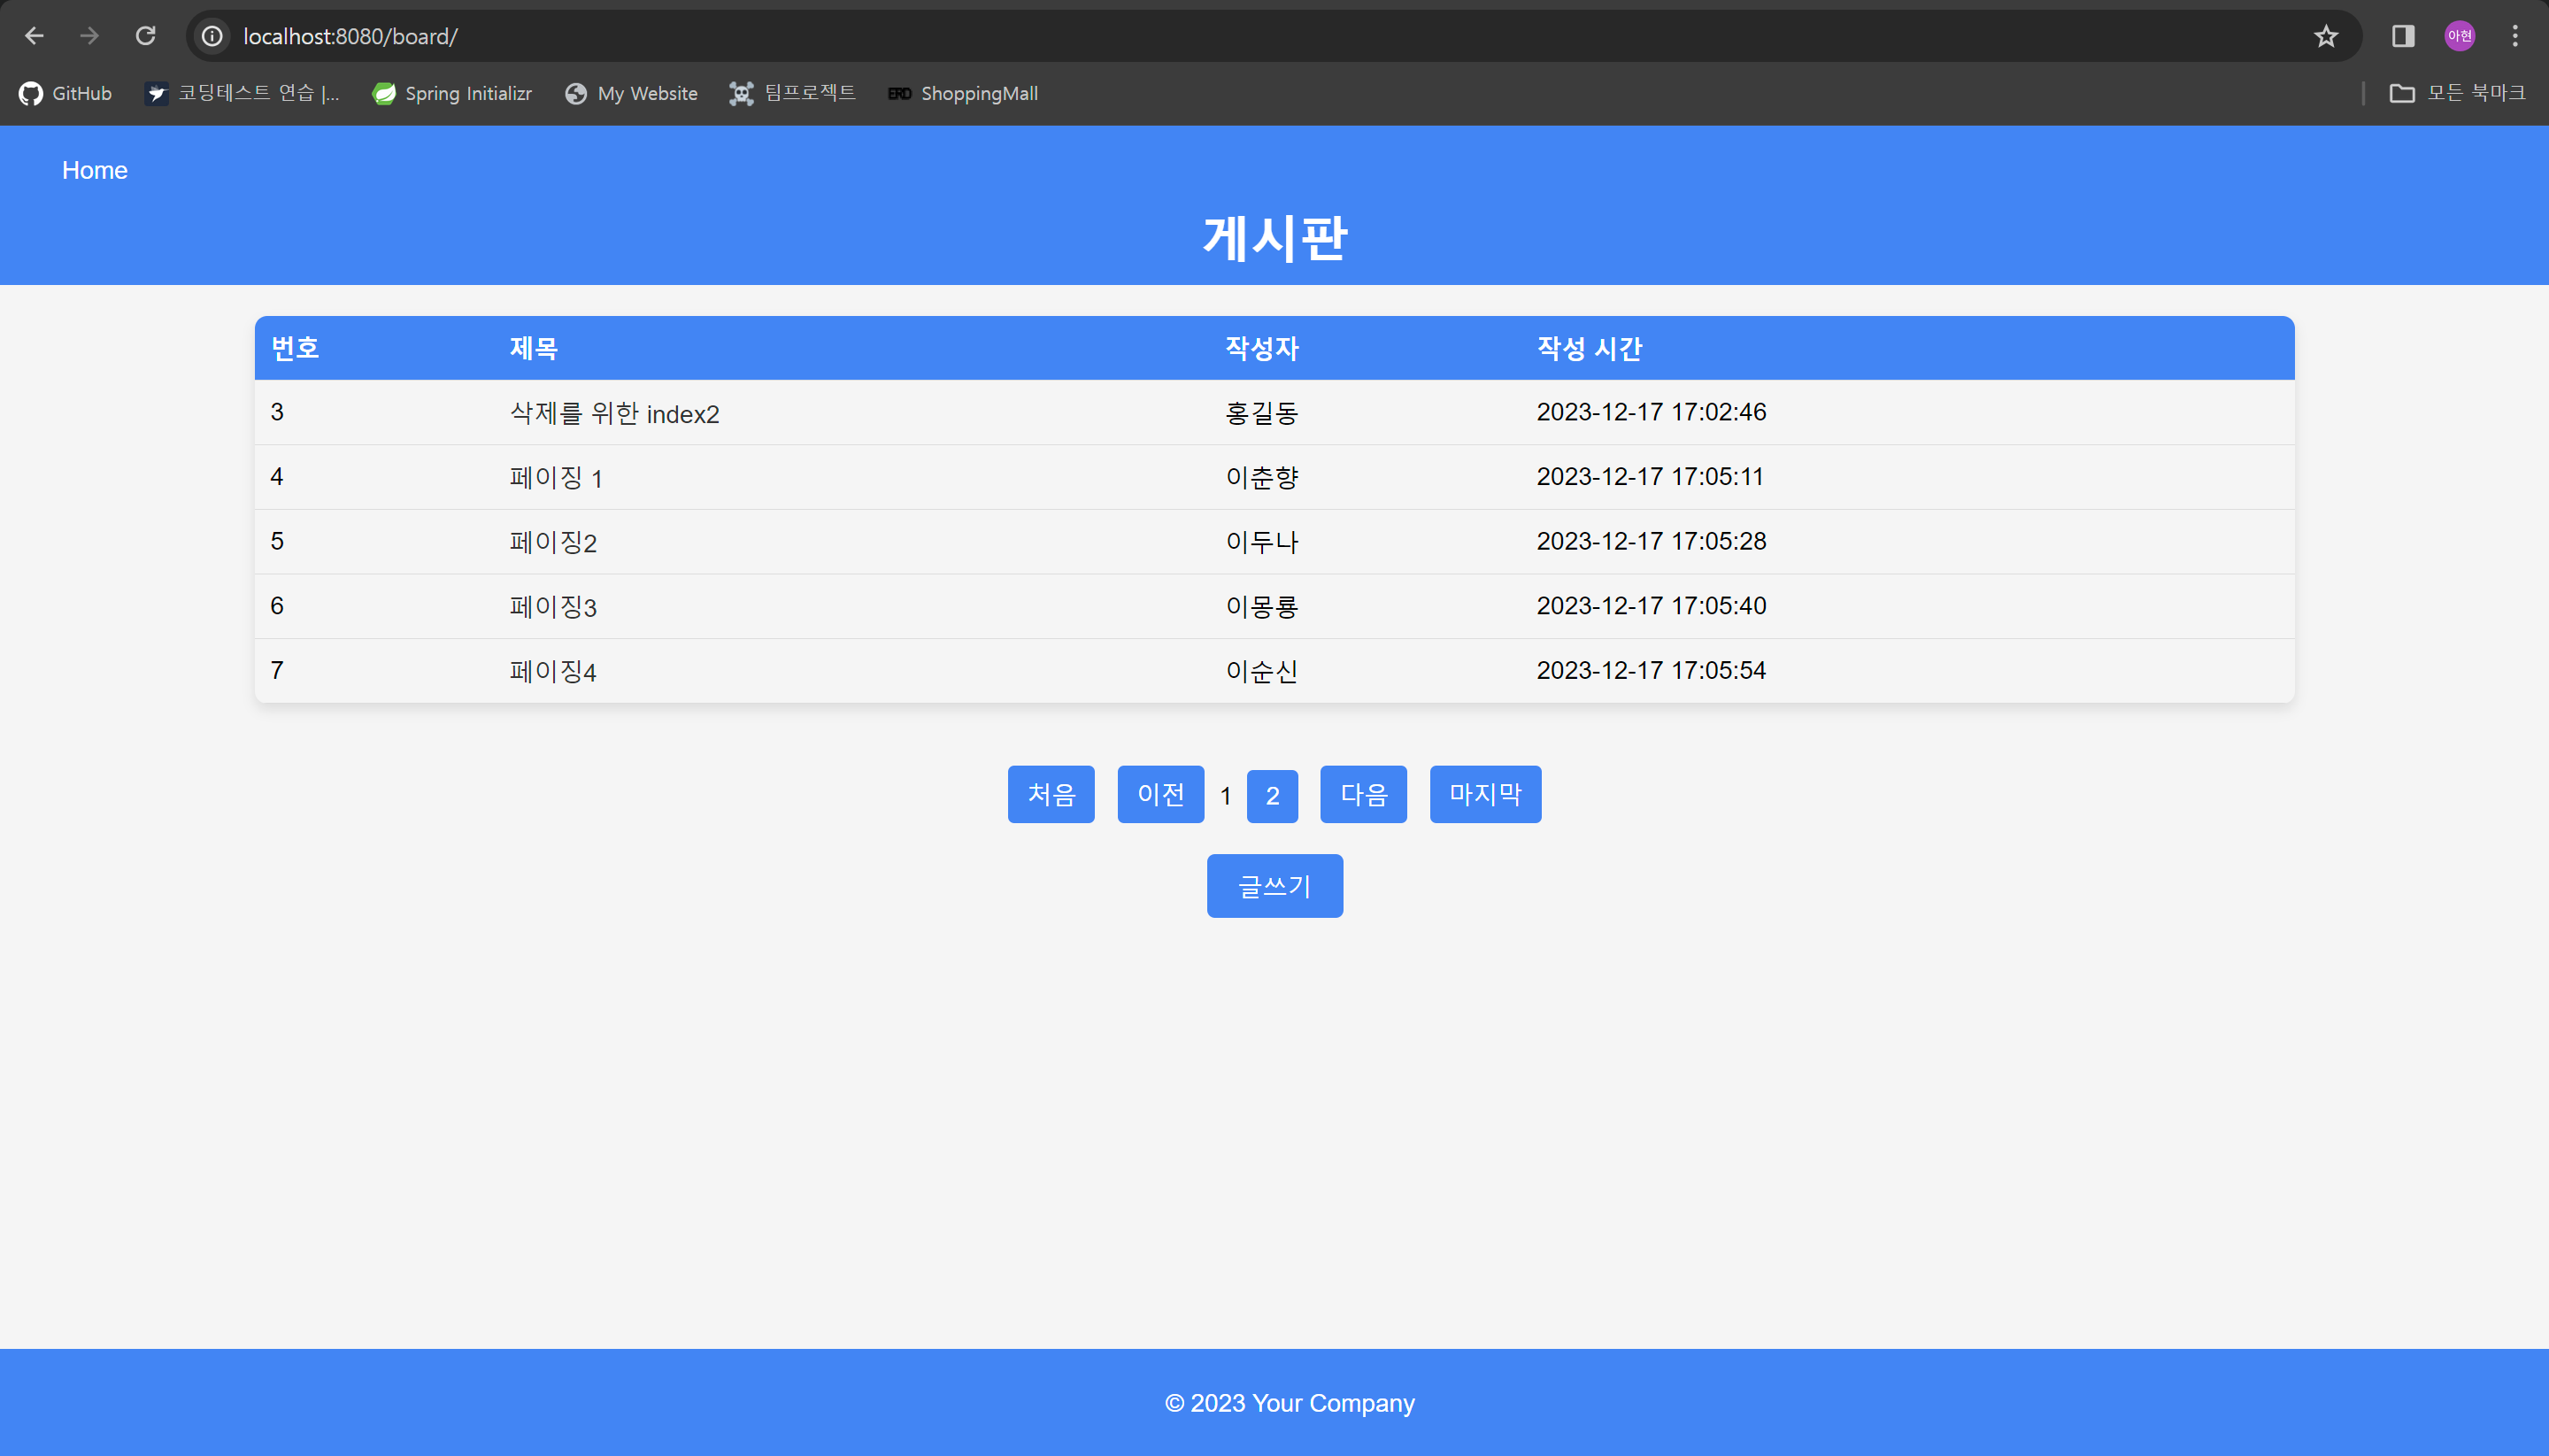 localhost:8080/board/
아현
GitHub 코딩테스트 연습 |... Spring Initializr My Website 팀프로젝트 ERD ShoppingMall 모든 북마크
Home
게시판
번호 제목 작성자 작성 시간
3 삭제를 위한 index2 홍길동 2023-12-17 17:02:46
4 페이징 1 이춘향 2023-12-17 17:05:11
5 페이징2 이두나 2023-12-17 17:05:28
6 페이징3 이몽룡 2023-12-17 17:05:40
7 페이징4 이순신 2023-12-17 17:05:54
처음 이전 1 2 다음 마지막
글쓰기
© 2023 Your Company